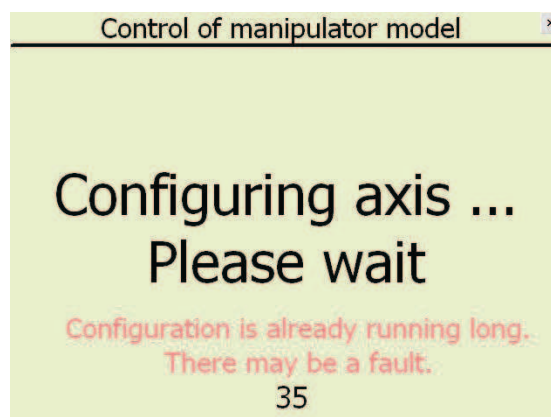 Control of manipulator model
Configuring axis ...
Please wait
Configuration is already running long.
There may be a fault.
35